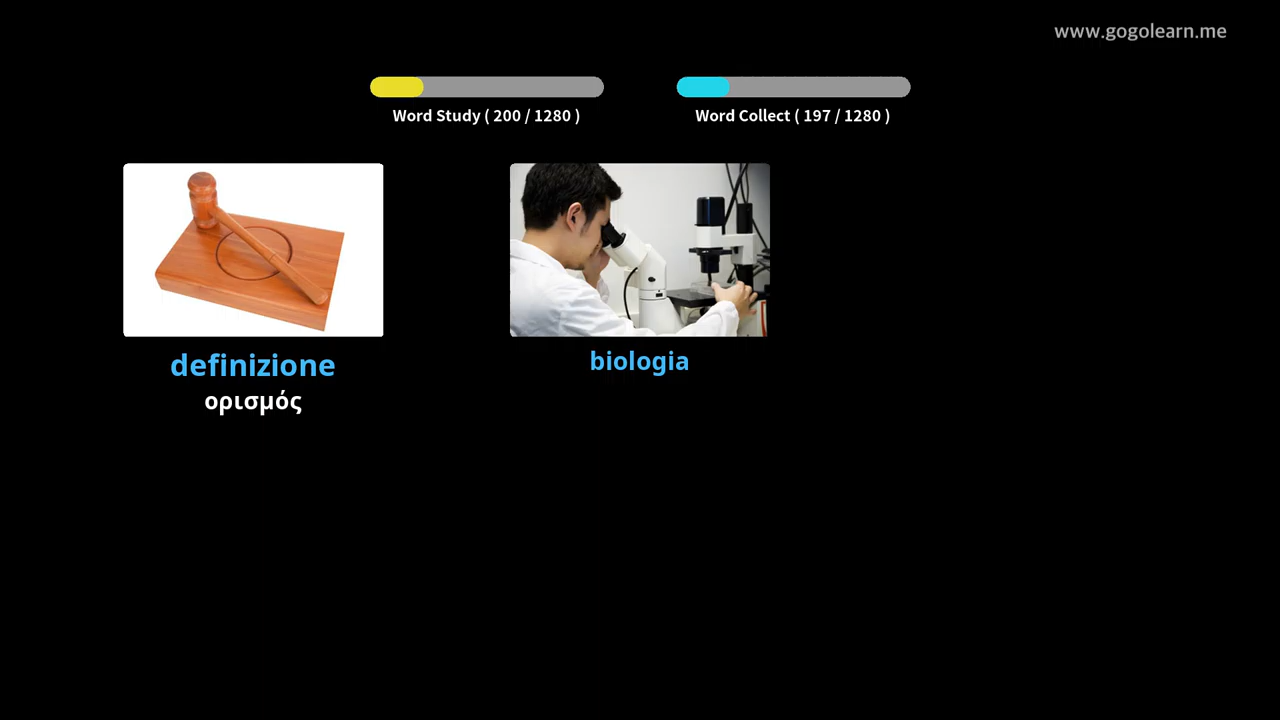 www.gogolearn.me
Word Study ( 200 / 1280 )
Word Collect ( 197 / 1280 )
definizione
ορισμός
biologia